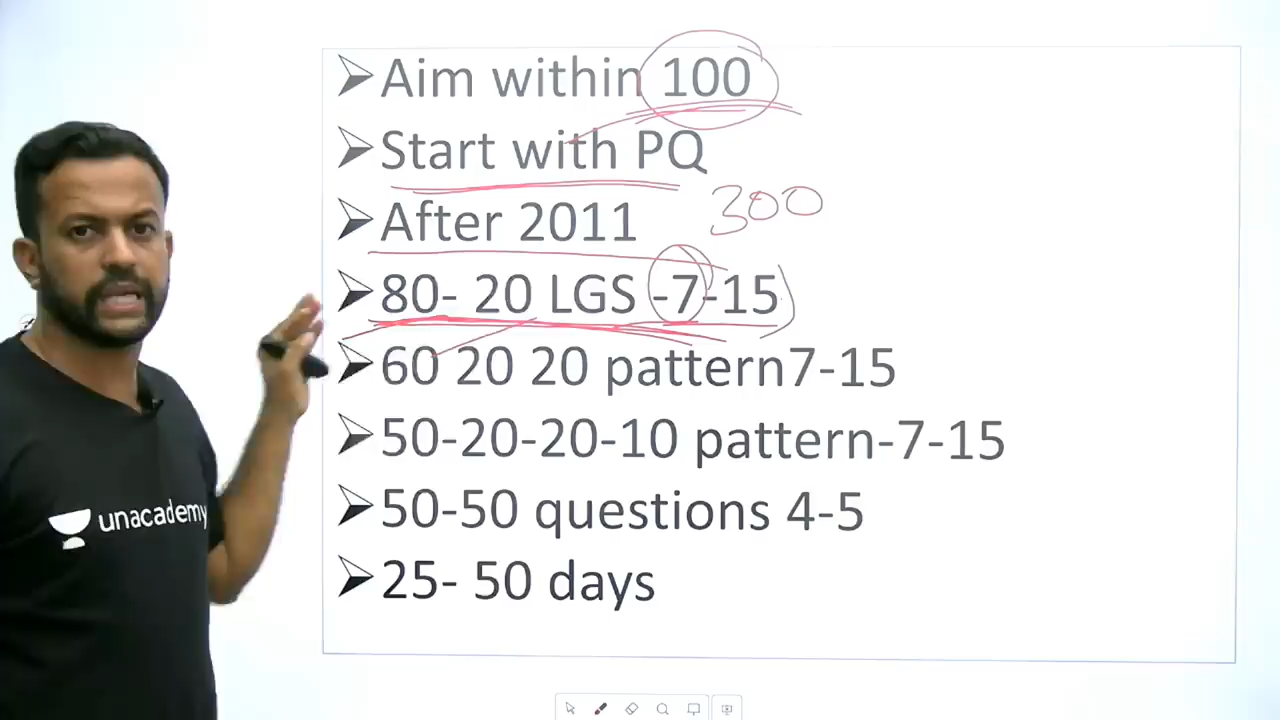 Aim within 100
Start with PQ
After 2011
300
80- 20 LGS -7-15
60 20 20 pattern7-15
50-20-20-10 pattern-7-15
50-50 questions 4-5
25- 50 days
unacademy